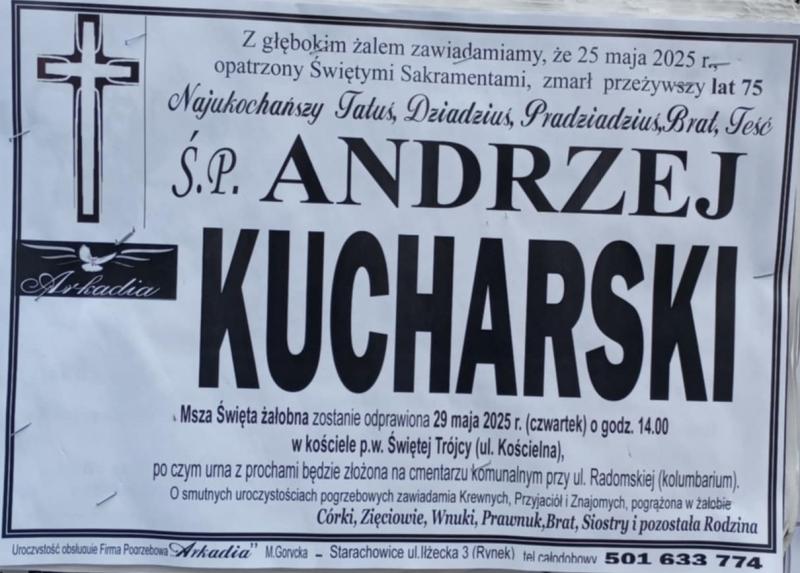 Z głębokim żalem zawiadamiamy, że 25 maja 2025 r.,
opatrzony Świętymi Sakramentami, zmarł przeżywszy lat 75
Najukochańszy Tatuś, Dziadziuś, Pradziadziuś,Brat, Teść
Ś.P. ANDRZEJ
KUCHARSKI
Arkadia
Msza Święta żałobna zostanie odprawiona 29 maja 2025 r. (czwartek) o godz. 14.00
w kościele p.w. Świętej Trójcy (ul. Kościelna),
po czym urna z prochami będzie złożona na cmentarzu komunalnym przy ul. Radomskiej (kolumbarium).
O smutnych uroczystościach pogrzebowych zawiadamia Krewnych, Przyjaciół i Znajomych, pogrążona w żałobie
Córki, Zięciowie, Wnuki, Prawnuk,Brat, Siostry i pozostała Rodzina
Uroczystość obsługuje Firma Pogrzebowa "Arkadia" M.Gorycka – Starachowice ul.Iłżecka 3 (Rynek) tel całodobowy 501 633 774